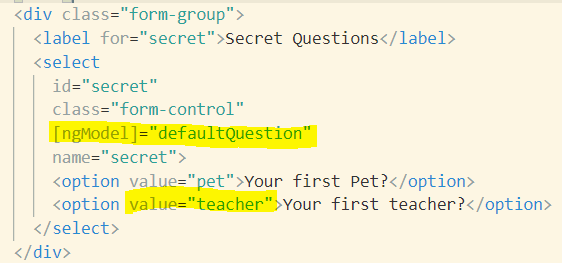 <div class="form-group">
<label for="secret">Secret Questions</label>
<select
id="secret"
class="form-control"
[ngModel]="defaultQuestion"
name="secret">
<option value="pet">Your first Pet?</option>
<option value="teacher">Your first teacher?</option>
</select>
</div>